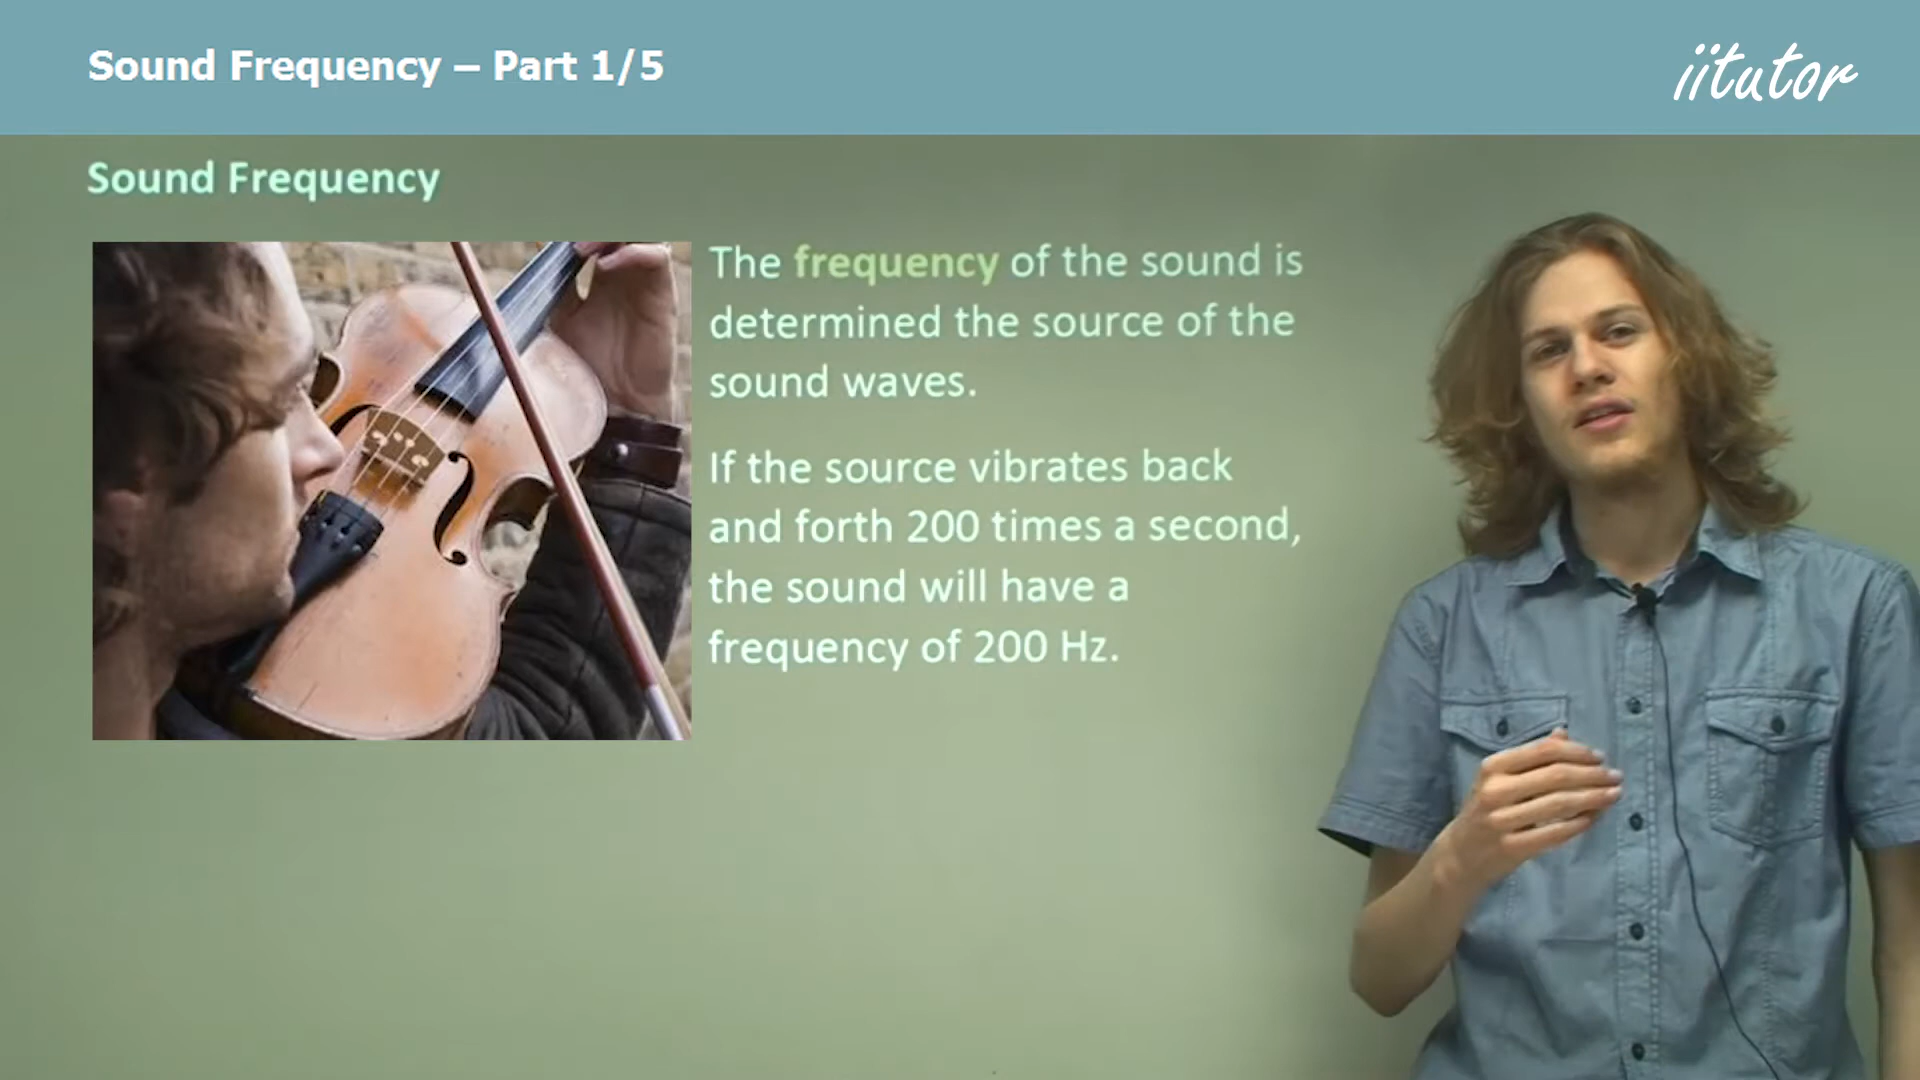 Sound Frequency – Part 1/5
iitutor
Sound Frequency
The frequency of the sound is
determined the source of the
sound waves.
If the source vibrates back
and forth 200 times a second,
the sound will have a
frequency of 200 Hz.